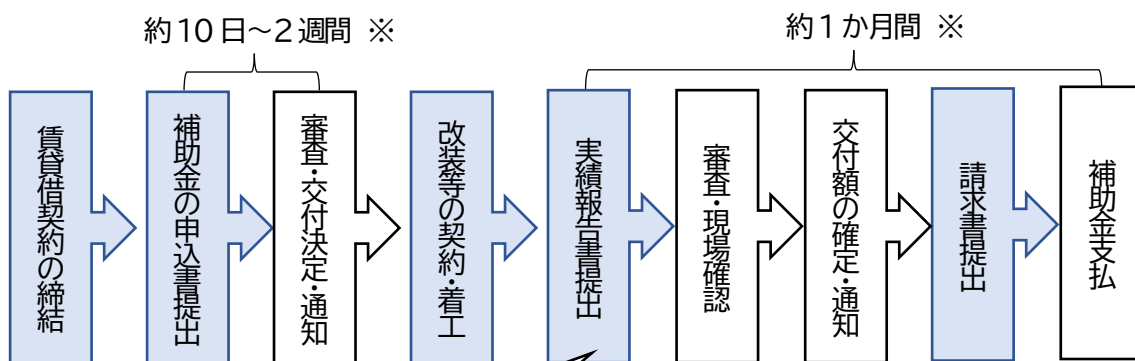 約10日～2週間 ※
約1か月間 ※
賃貸借契約の締結
補助金の申込書提出
審査・交付決定・通知
改装等の契約・着工
実績報告書提出
審査・現場確認
交付額の確定・通知
請求書提出
補助金支払